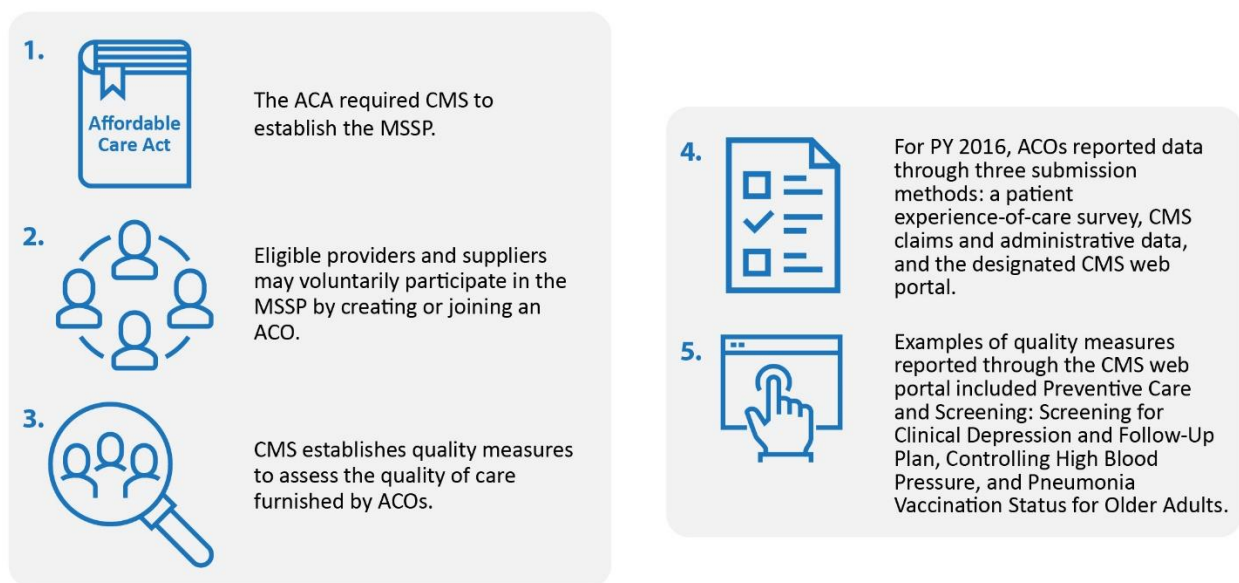 1.
Affordable
Care Act
The ACA required CMS to
establish the MSSP.
2.
Eligible providers and suppliers
may voluntarily participate in the
MSSP by creating or joining an
ACO.
3.
CMS establishes quality measures
to assess the quality of care
furnished by ACOs.
4.
For PY 2016, ACOs reported data
through three submission
methods: a patient
experience-of-care survey, CMS
claims and administrative data,
and the designated CMS web
portal.
5.
Examples of quality measures
reported through the CMS web
portal included Preventive Care
and Screening: Screening for
Clinical Depression and Follow-Up
Plan, Controlling High Blood
Pressure, and Pneumonia
Vaccination Status for Older Adults.